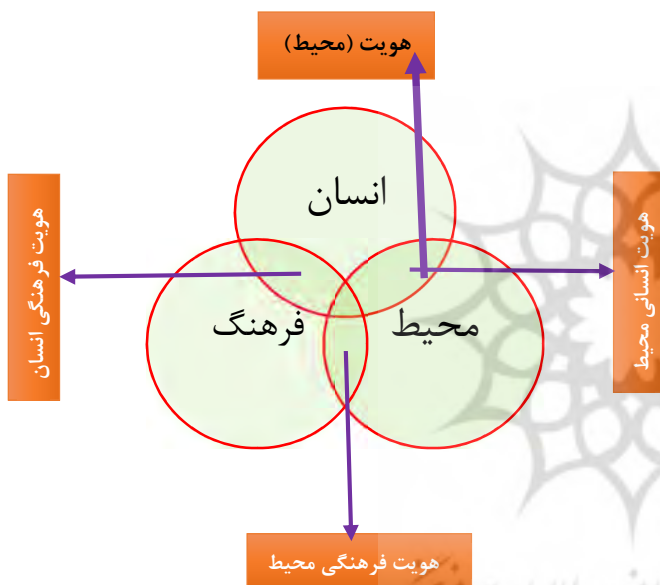 هویت (محیط)
انسان
هویت انسانی محیط
محیط
فرهنگ
هویت فرهنگی انسان
هویت فرهنگی محیط